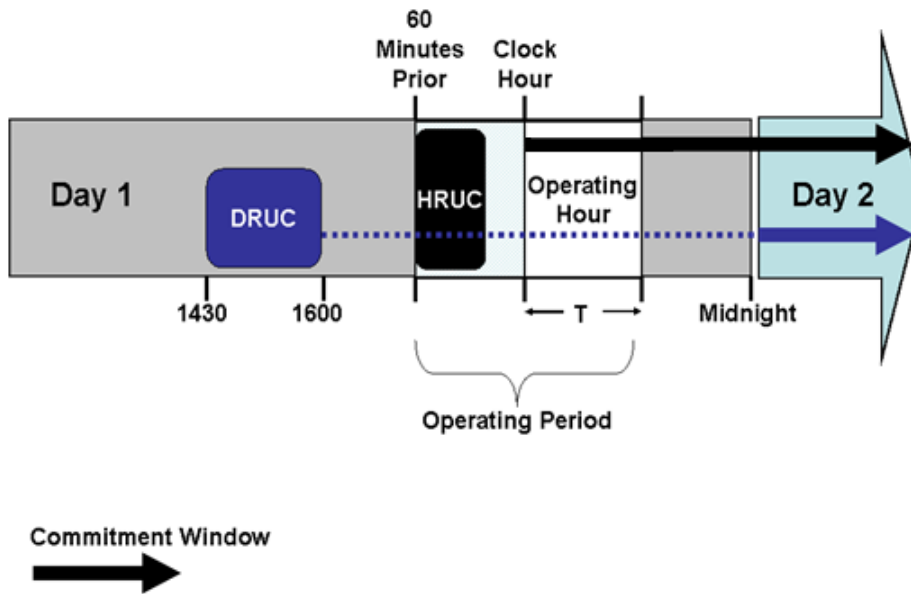 60
Minutes
Prior
Clock
Hour
Day 1
DRUC
HRUC
Operating
Hour
Day 2
1430
1600
T
Midnight
Operating Period
Commitment Window